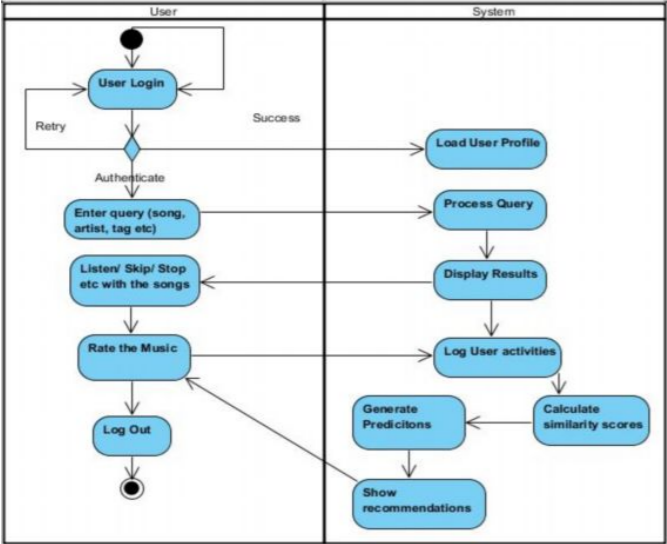 User
System
User Login
Retry
Success
Load User Profile
Authenticate
Enter query (song,
artist, tag etc)
Process Query
Listen/ Skip/ Stop
etc with the songs
Display Results
Rate the Music
Log User activities
Generate
Predicitons
Calculate
similarity scores
Log Out
Show
recommendations